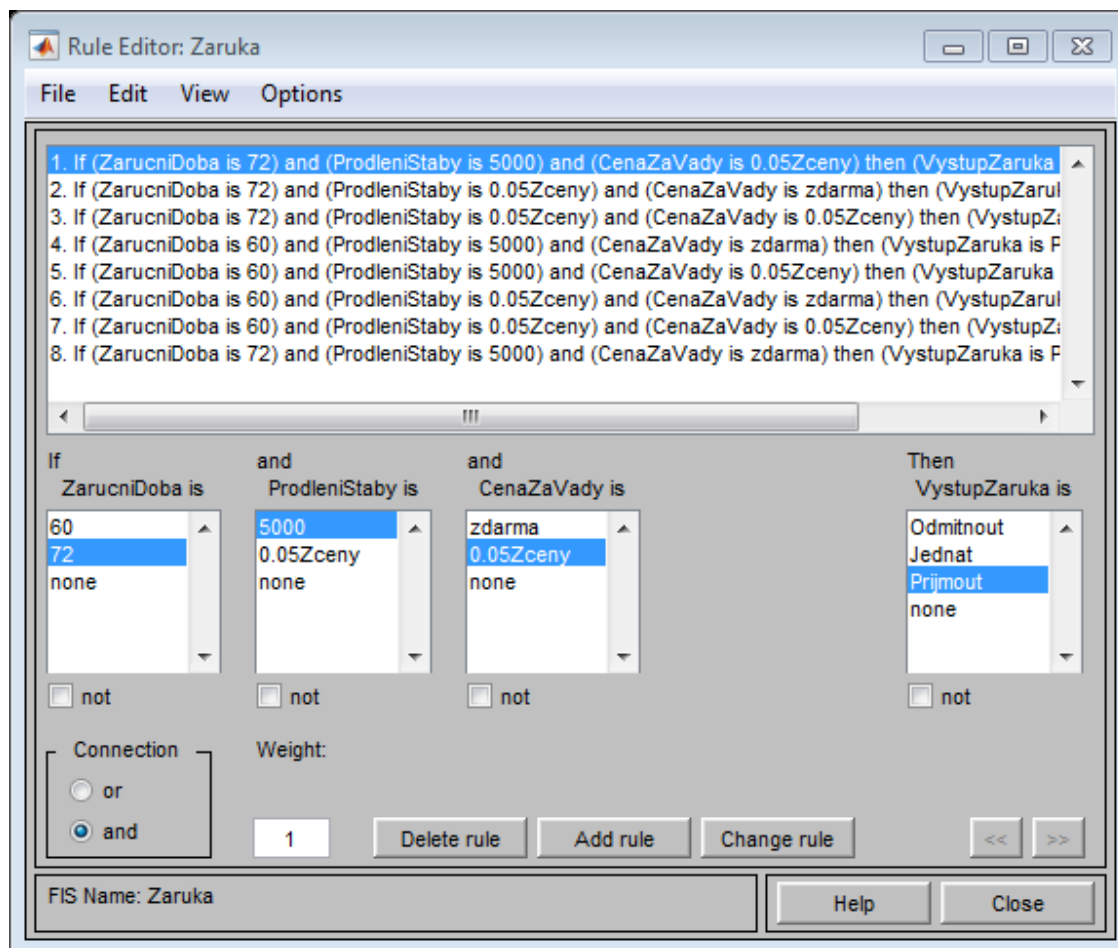 Rule Editor: Zaruka
File Edit View Options
1. If (ZarucniDoba is 72) and (ProdleniStaby is 5000) and (CenaZaVady is 0.05Zceny) then (VystupZaruka
2. If (ZarucniDoba is 72) and (ProdleniStaby is 0.05Zceny) and (CenaZaVady is zdarma) then (VystupZaruk
3. If (ZarucniDoba is 72) and (ProdleniStaby is 0.05Zceny) and (CenaZaVady is 0.05Zceny) then (VystupZa
4. If (ZarucniDoba is 60) and (ProdleniStaby is 5000) and (CenaZaVady is zdarma) then (VystupZaruka is P
5. If (ZarucniDoba is 60) and (ProdleniStaby is 5000) and (CenaZaVady is 0.05Zceny) then (VystupZaruka
6. If (ZarucniDoba is 60) and (ProdleniStaby is 0.05Zceny) and (CenaZaVady is zdarma) then (VystupZaruk
7. If (ZarucniDoba is 60) and (ProdleniStaby is 0.05Zceny) and (CenaZaVady is 0.05Zceny) then (VystupZa
8. If (ZarucniDoba is 72) and (ProdleniStaby is 5000) and (CenaZaVady is zdarma) then (VystupZaruka is P
If and and Then
ZarucniDoba is ProdleniStaby is CenaZaVady is VystupZaruka is
60 5000 zdarma Odmitnout
72 0.05Zceny 0.05Zceny Jednat
none none none Prijmout
none
not not not not
Connection Weight:
or
and 1 Delete rule Add rule Change rule << >>
FIS Name: Zaruka Help Close